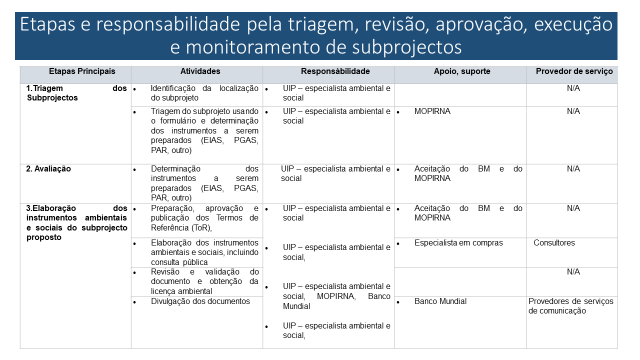 Etapas e responsabilidade pela triagem, revisão, aprovação, execução
e monitoramento de subprojectos
Etapas Principais
Atividades
Responsàbilidade
Apoio, suporte
Provedor de serviço
1.Triagem dos
Subprojectos
• Identificação da localização
do subprojeto
• UIP – especialista ambiental e
social
N/A
• Triagem do subprojeto usando
o formulário e determinação
dos instrumentos a serem
preparados (EIAS, PGAS,
PAR, outro)
• UIP – especialista ambiental e
social
• MOPIRNA
N/A
2. Avaliação
• Determinação dos
instrumentos a serem
preparados (EIAS, PGAS,
PAR, outro)
UIP – especialista ambiental e
social
• Aceitação do BM e do
MOPIRNA
N/A
3.Elaboração dos
instrumentos ambientais
e sociais do subprojecto
proposto
• Preparação, aprovação e
publicação dos Termos de
Referência (ToR),
• UIP – especialista ambiental e
social
• Aceitação do BM e do
MOPIRNA
N/A
• Elaboração dos instrumentos
ambientais e sociais, incluindo
consulta pública
• UIP – especialista ambiental e
social,
• Especialista em compras
Consultores
• Revisão e validação do
documento e obtenção da
licença ambiental
• UIP – especialista ambiental e
social, MOPIRNA, Banco
Mundial
N/A
• Divulgação dos documentos
• UIP – especialista ambiental e
social,
• Banco Mundial
Provedores de serviços
de comunicação